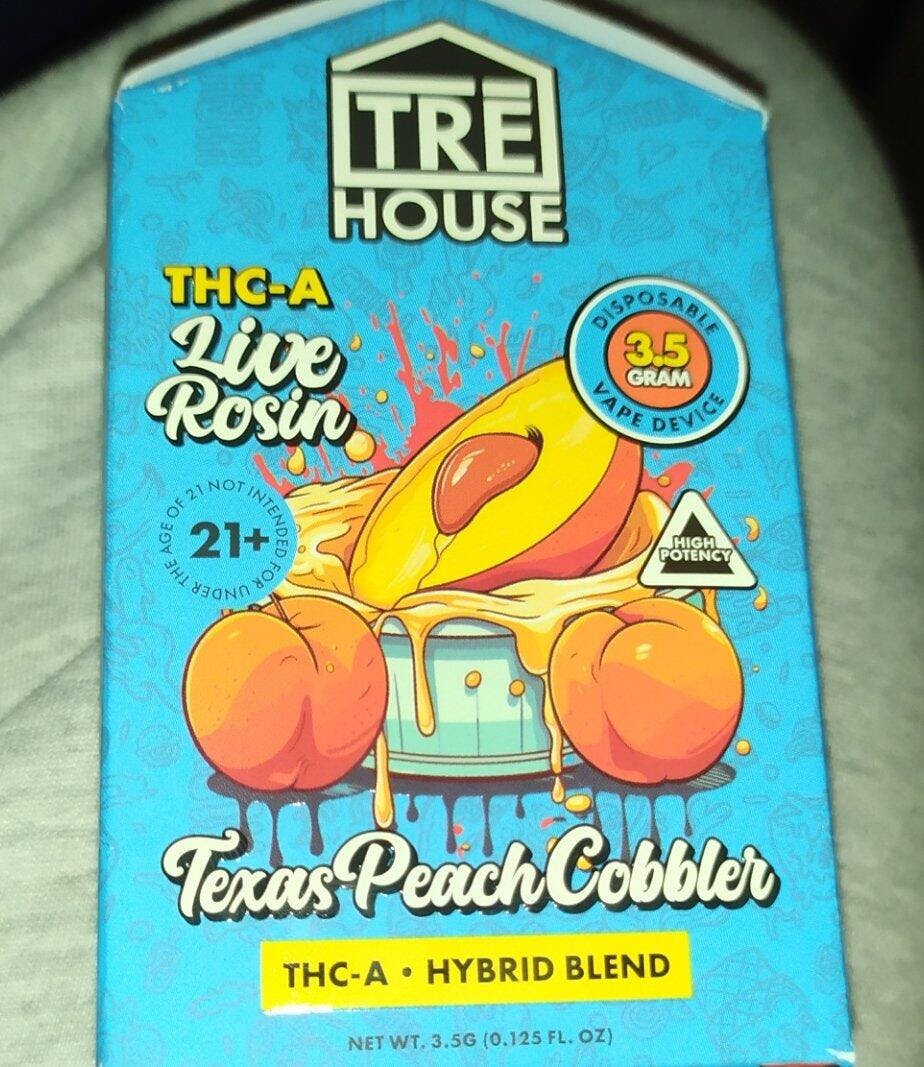 TRĒ
HOUSE
THC-A
Live
Rosin
DISPOSABLE
3.5
GRAM
VAPE DEVICE
NOT INTENDED FOR UNDER THE AGE OF 21
21+
HIGH
POTENCY
Texas Peach Cobbler
THC-A • HYBRID BLEND
NET WT. 3.5G (0.125 FL. OZ)